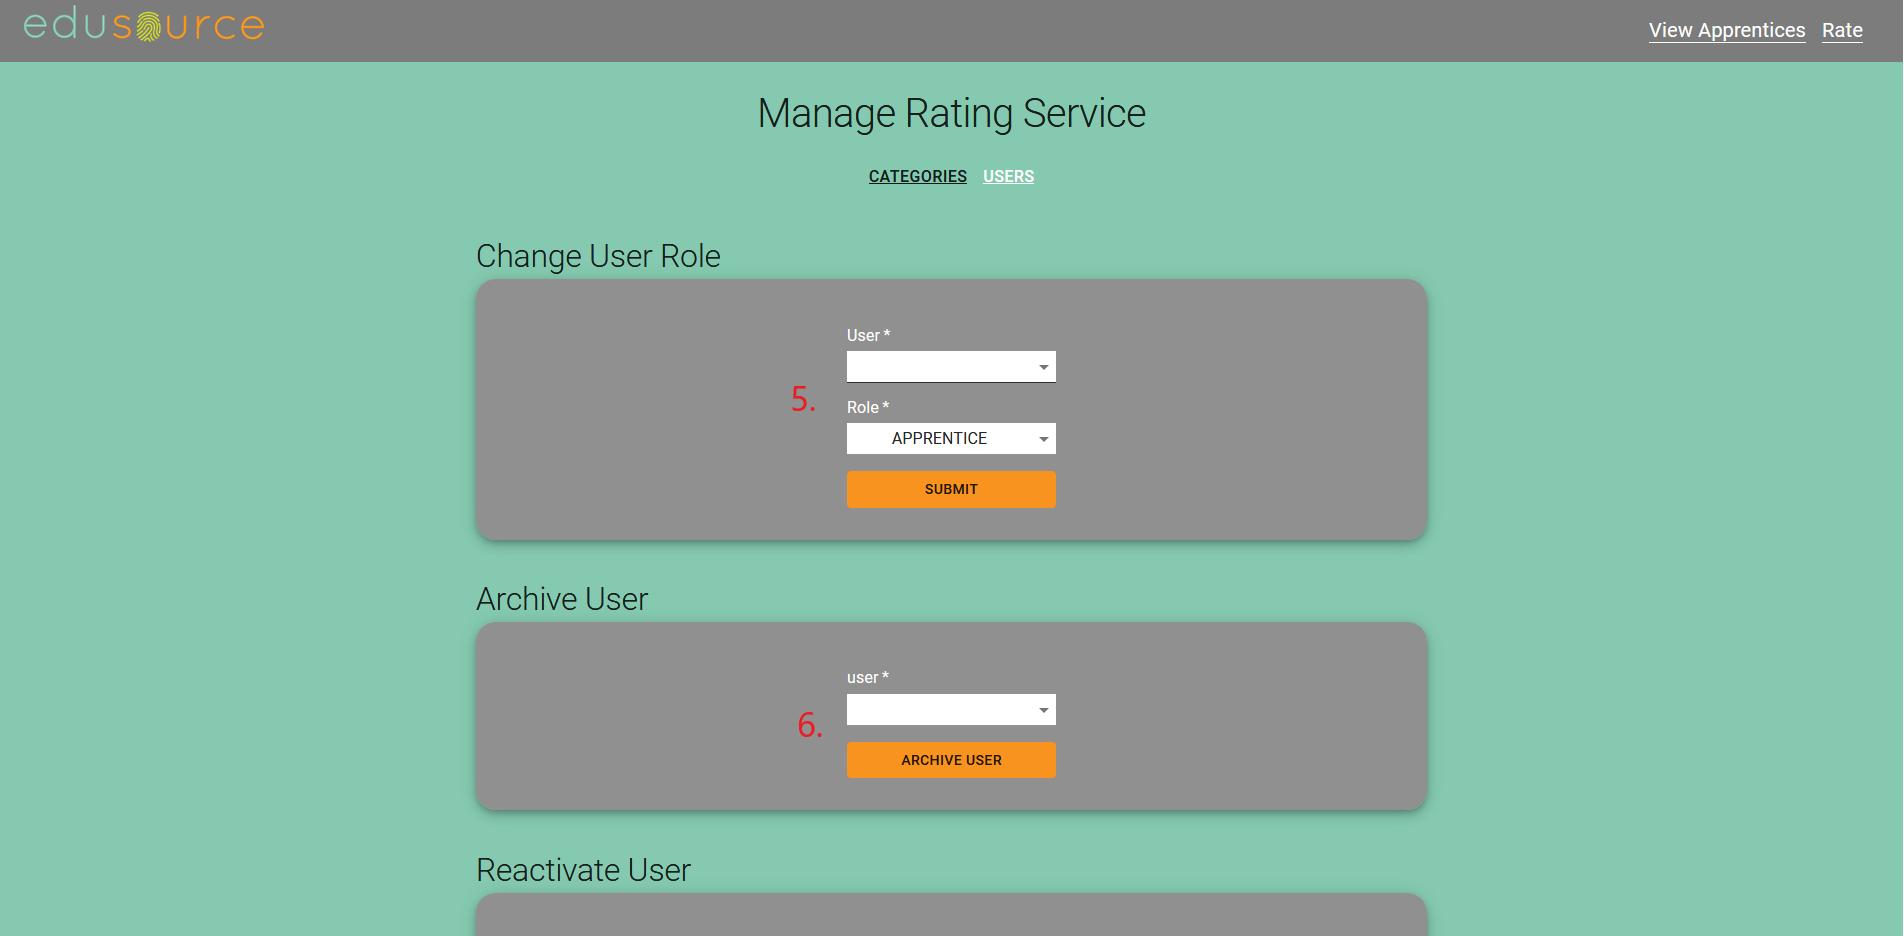 edusource
View Apprentices Rate
Manage Rating Service
CATEGORIES USERS
Change User Role
User *
5.
Role *
APPRENTICE
SUBMIT
Archive User
user *
6.
ARCHIVE USER
Reactivate User